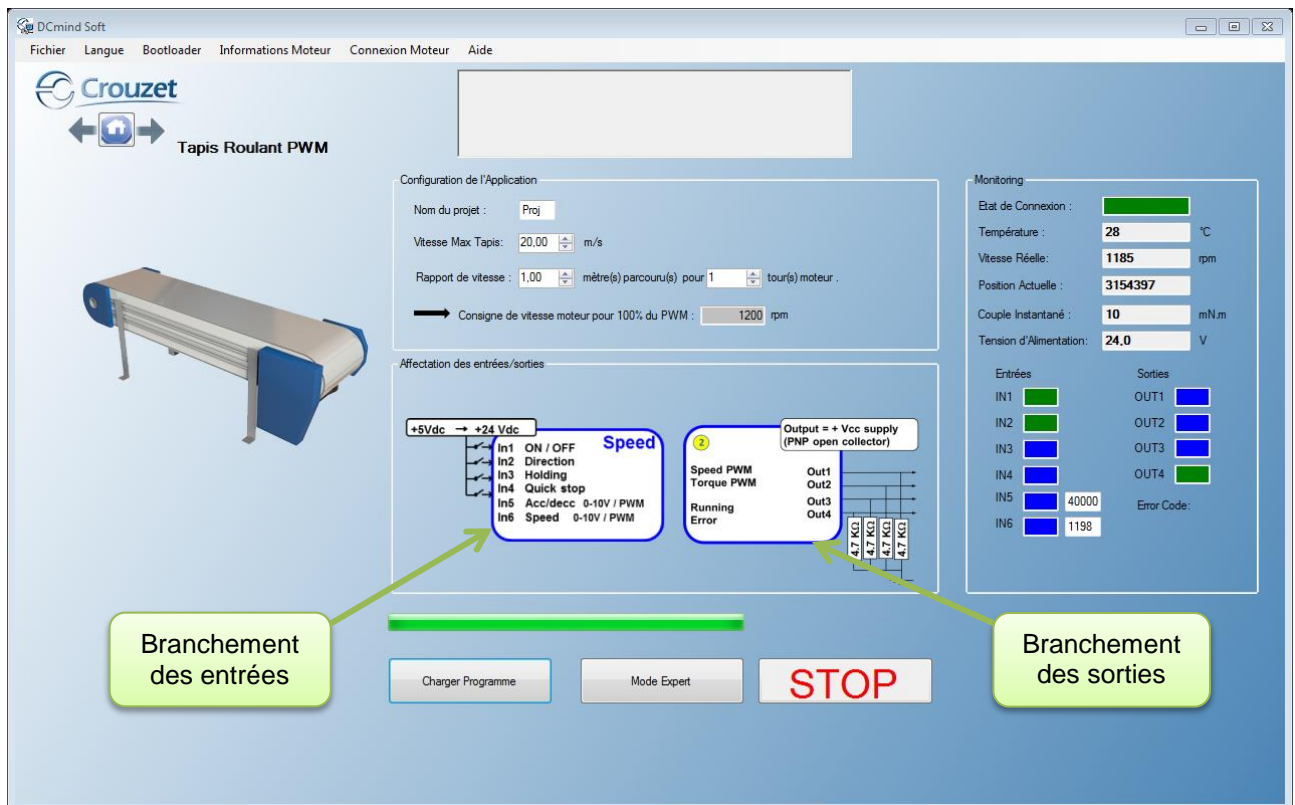 DCmind Soft
Fichier Langue Bootloader Informations Moteur Connexion Moteur Aide
Crouzet
Tapis Roulant PWM
Configuration de l'Application
Nom du projet : Proj
Vitesse Max Tapis: 20,00 m/s
Rapport de vitesse : 1,00 mètre(s) parcouru(s) pour 1 tour(s) moteur .
Consigne de vitesse moteur pour 100% du PWM : 1200 rpm
Affectation des entrées/sorties
+5Vdc → +24 Vdc
Speed
In1 ON / OFF
In2 Direction
In3 Holding
In4 Quick stop
In5 Acc/decc 0-10V / PWM
In6 Speed 0-10V / PWM
2
Output = + Vcc supply
(PNP open collector)
Speed PWM Out1
Torque PWM Out2
Running Out3
Error Out4
4.7 KΩ
4.7 KΩ
4.7 KΩ
4.7 KΩ
Monitoring
Etat de Connexion :
Température : 28 °C
Vitesse Réelle: 1185 rpm
Position Actuelle : 3154397
Couple Instantané : 10 mN.m
Tension d'Alimentation: 24,0 V
Entrées Sorties
IN1 OUT1
IN2 OUT2
IN3 OUT3
IN4 OUT4
IN5 40000 Error Code:
IN6 1198
Branchement
des entrées
Branchement
des sorties
Charger Programme Mode Expert STOP